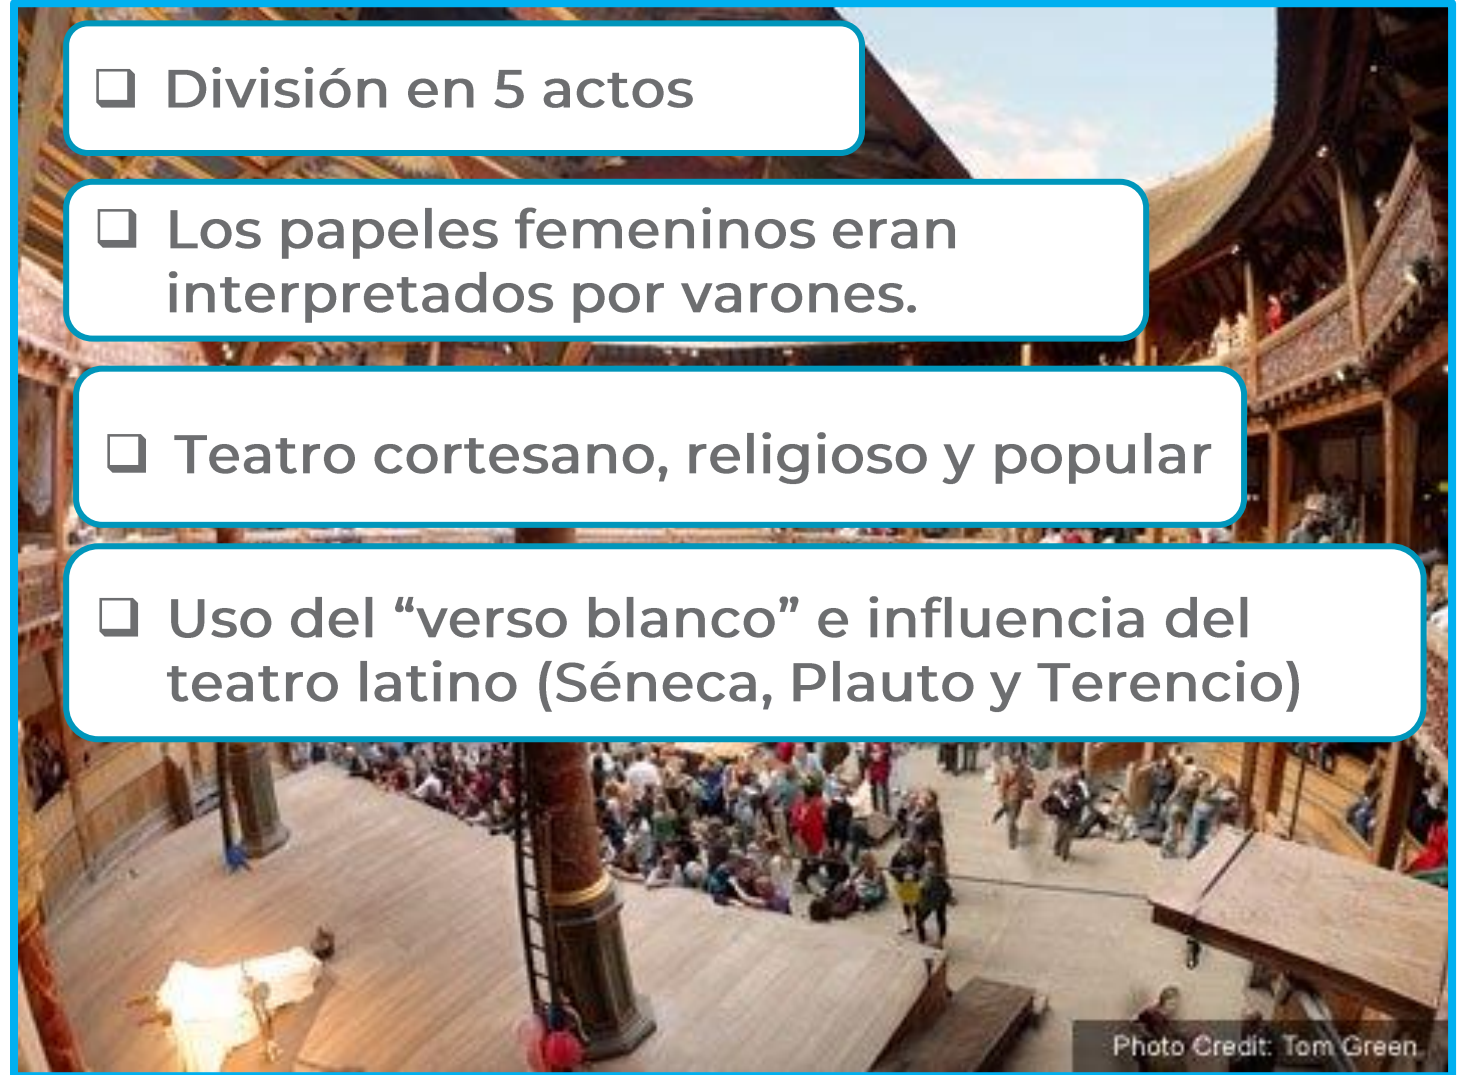 ❑ División en 5 actos
❑ Los papeles femeninos eran
interpretados por varones.
❑ Teatro cortesano, religioso y popular
❑ Uso del “verso blanco” e influencia del
teatro latino (Séneca, Plauto y Terencio)
Photo Credit: Tom Green